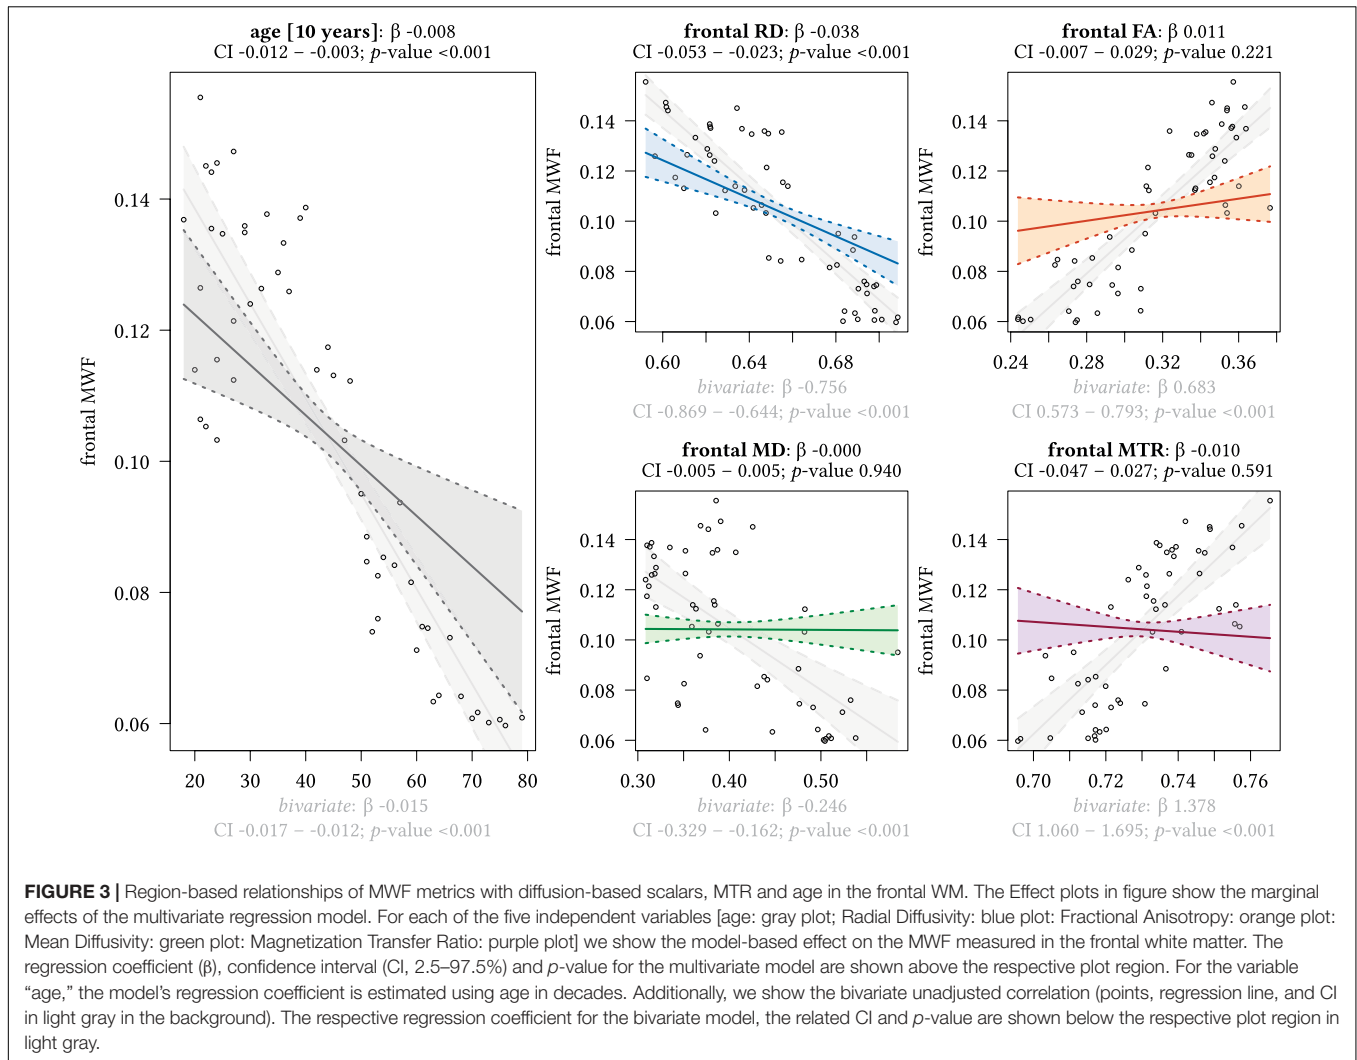 age [10 years]: β -0.008
CI -0.012 – -0.003; p-value <0.001
frontal MWF
0.14
0.12
0.10
0.08
0.06
20 30 40 50 60 70 80
bivariate: β -0.015
CI -0.017 – -0.012; p-value <0.001
frontal RD: β -0.038
CI -0.053 – -0.023; p-value <0.001
frontal MWF
0.14
0.12
0.10
0.08
0.06
0.60 0.64 0.68
bivariate: β -0.756
CI -0.869 – -0.644; p-value <0.001
frontal FA: β 0.011
CI -0.007 – 0.029; p-value 0.221
frontal MWF
0.14
0.12
0.10
0.08
0.06
0.24 0.28 0.32 0.36
bivariate: β 0.683
CI 0.573 – 0.793; p-value <0.001
frontal MD: β -0.000
CI -0.005 – 0.005; p-value 0.940
frontal MWF
0.14
0.12
0.10
0.08
0.06
0.30 0.40 0.50
bivariate: β -0.246
CI -0.329 – -0.162; p-value <0.001
frontal MTR: β -0.010
CI -0.047 – 0.027; p-value 0.591
frontal MWF
0.14
0.12
0.10
0.08
0.06
0.70 0.72 0.74 0.76
bivariate: β 1.378
CI 1.060 – 1.695; p-value <0.001
FIGURE 3 | Region-based relationships of MWF metrics with diffusion-based scalars, MTR and age in the frontal WM. The Effect plots in figure show the marginal
effects of the multivariate regression model. For each of the five independent variables [age: gray plot; Radial Diffusivity: blue plot: Fractional Anisotropy: orange plot:
Mean Diffusivity: green plot: Magnetization Transfer Ratio: purple plot] we show the model-based effect on the MWF measured in the frontal white matter. The
regression coefficient (β), confidence interval (CI, 2.5–97.5%) and p-value for the multivariate model are shown above the respective plot region. For the variable
“age,” the model’s regression coefficient is estimated using age in decades. Additionally, we show the bivariate unadjusted correlation (points, regression line, and CI
in light gray in the background). The respective regression coefficient for the bivariate model, the related CI and p-value are shown below the respective plot region in
light gray.